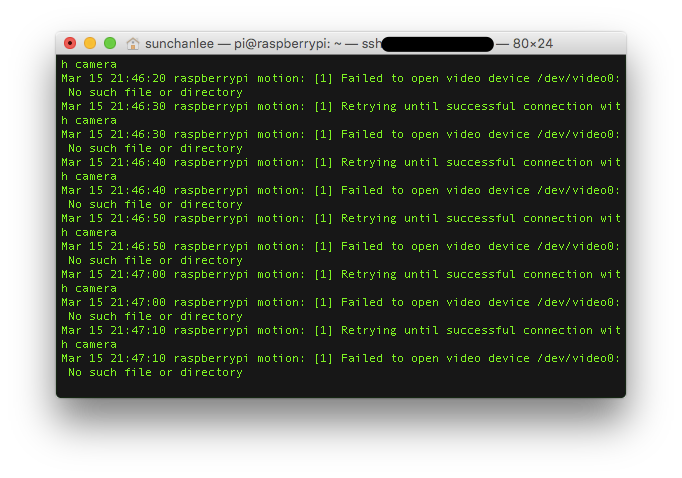 sunchanlee — pi@raspberrypi: ~ — ssh — 80×24
h camera
Mar 15 21:46:20 raspberrypi motion: [1] Failed to open video device /dev/video0:
 No such file or directory
Mar 15 21:46:30 raspberrypi motion: [1] Retrying until successful connection wit
h camera
Mar 15 21:46:30 raspberrypi motion: [1] Failed to open video device /dev/video0:
 No such file or directory
Mar 15 21:46:40 raspberrypi motion: [1] Retrying until successful connection wit
h camera
Mar 15 21:46:40 raspberrypi motion: [1] Failed to open video device /dev/video0:
 No such file or directory
Mar 15 21:46:50 raspberrypi motion: [1] Retrying until successful connection wit
h camera
Mar 15 21:46:50 raspberrypi motion: [1] Failed to open video device /dev/video0:
 No such file or directory
Mar 15 21:47:00 raspberrypi motion: [1] Retrying until successful connection wit
h camera
Mar 15 21:47:00 raspberrypi motion: [1] Failed to open video device /dev/video0:
 No such file or directory
Mar 15 21:47:10 raspberrypi motion: [1] Retrying until successful connection wit
h camera
Mar 15 21:47:10 raspberrypi motion: [1] Failed to open video device /dev/video0:
 No such file or directory